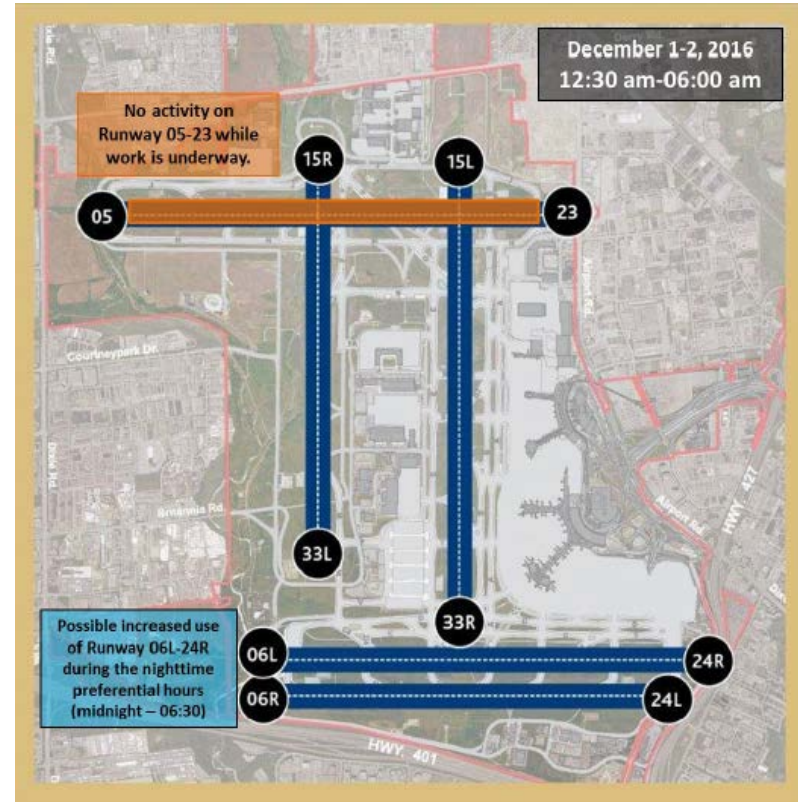 December 1-2, 2016
12:30 am-06:00 am
No activity on
Runway 05-23 while
work is underway.
15R
15L
05
23
Courtneypark Dr.
Dixie Rd.
Britannia Rd.
Airport Rd.
HWY. 427
33L
33R
Possible increased use
of Runway 06L-24R
during the nighttime
preferential hours
(midnight – 06:30)
06L
24R
06R
24L
HWY. 401